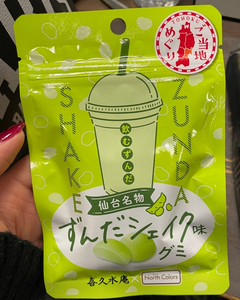 TOHOKU
ご当地
めぐり
SHAKE
ZUNDA
飲むずんだ
仙台名物
ずんだシェイク味
グミ
喜久水庵 × North Colors